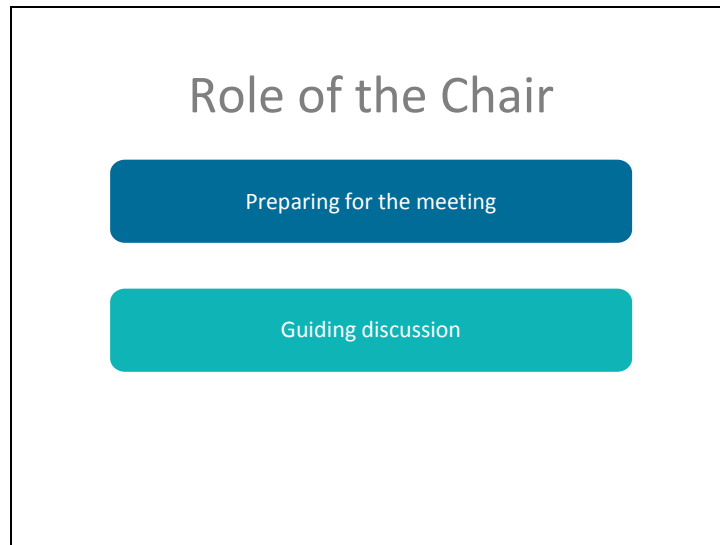 Role of the Chair
Preparing for the meeting
Guiding discussion